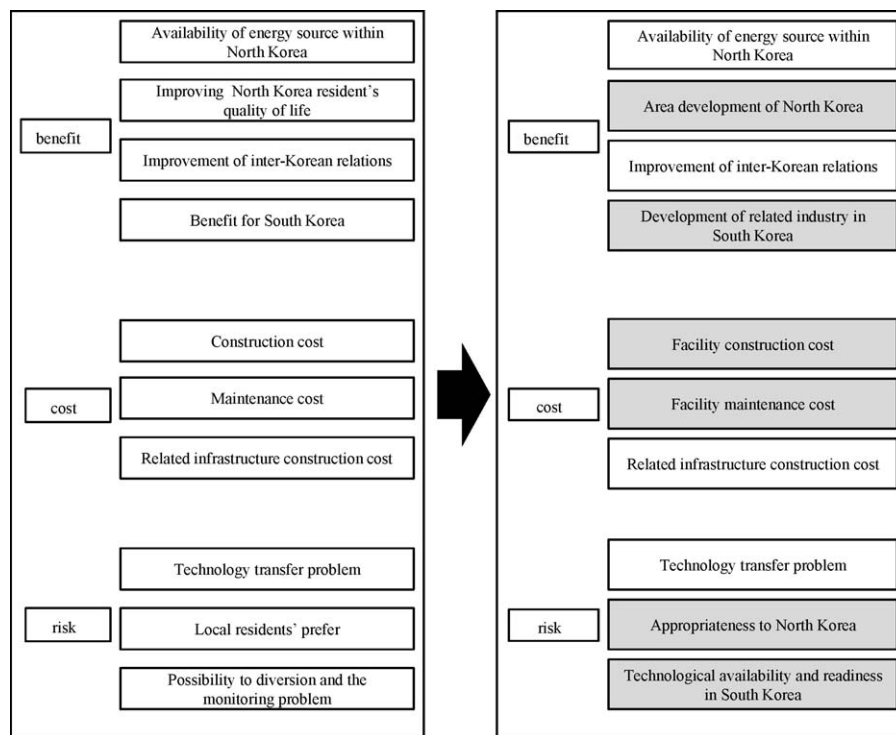 Availability of energy source within
North Korea
Improving North Korea resident's
quality of life
benefit
Improvement of inter-Korean relations
Benefit for South Korea
Construction cost
Maintenance cost
cost
Related infrastructure construction cost
Technology transfer problem
Local residents' prefer
risk
Possibility to diversion and the
monitoring problem
Availability of energy source within
North Korea
Area development of North Korea
benefit
Improvement of inter-Korean relations
Development of related industry in
South Korea
Facility construction cost
Facility maintenance cost
cost
Related infrastructure construction cost
Technology transfer problem
Appropriateness to North Korea
risk
Technological availability and readiness
in South Korea